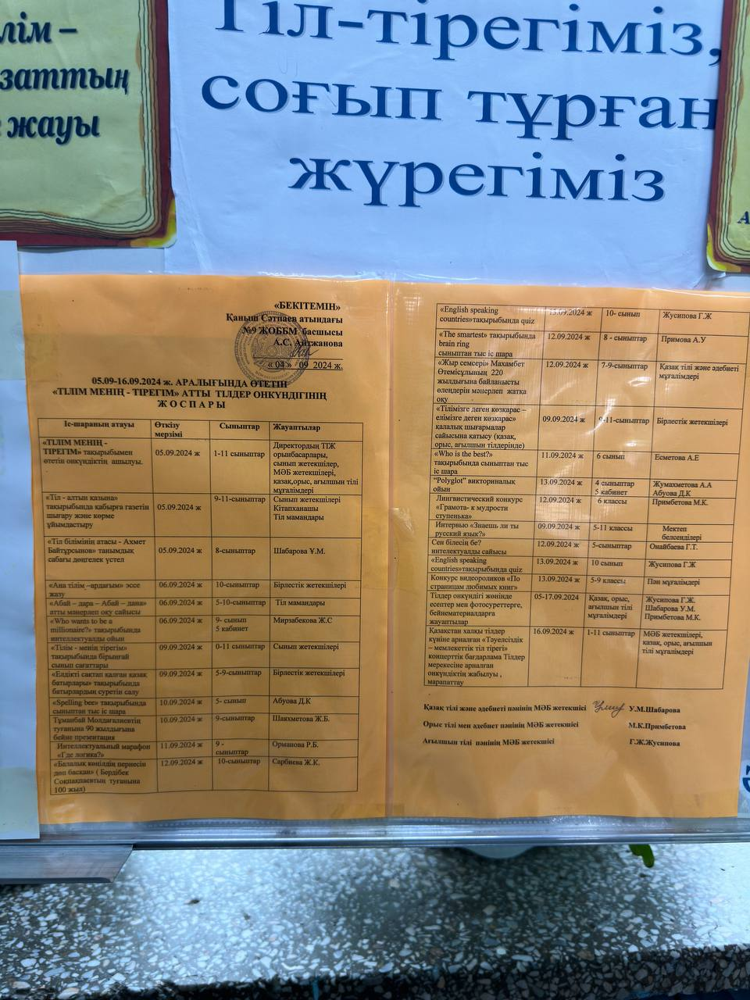 лім –
заттың
жауы
Тіл-тірегіміз,
соғып тұрған
жүрегіміз
«БЕКІТЕМІН»
Қаныш Сәтпаев атындағы
№9 ЖОББМ басшысы
А.С. Айтжанова
« 04 » 09 2024 ж.
05.09-16.09.2024 ж. АРАЛЫҒЫНДА ӨТЕТІН
«ТІЛІМ МЕНІҢ - ТІРЕГІМ» АТТЫ ТІЛДЕР ОНКҮНДІГІНІҢ
ЖОСПАРЫ
Іс-шараның атауы Өткізу Сыныптар Жауаптылар
мерзімі
«ТІЛІМ МЕНІҢ -
ТІРЕГІМ» тақырыбымен 05.09.2024 ж 1-11 сыныптар Директордың ТІЖ
өтетін онкүндіктің ашылуы. орынбасарлары,
сынып жетекшілер,
МӘБ жетекшілері,
қазақ,орыс, ағылшын тілі
мұғалімдері
«Тіл - алтын қазына» 9-11-сыныптар Сынып жетекшілері
тақырыбында қабырға газетін 05.09.2024 ж Кітапханашы
шығару және көрме Тіл мамандары
ұйымдастыру
«Тіл білімінің атасы - Ахмет
Байтұрсынов» танымдық 05.09.2024 ж 8-сыныптар Шабарова Ұ.М.
сабағы дөңгелек үстел
«Ана тілім –ардағым» эссе 06.09.2024 ж 10-сыныптар Бірлестік жетекшілері
жазу
«Абай – дара – Абай – дана» 06.09.2024 ж 5-10-сыныптар Тіл мамандары
атты мәнерлеп оқу сайысы
«Who wants to be a 06.09.2024 ж 9- сынып Мирзабекова Ж.С
millionaire?» тақырыбында 5 кабинет
интеллектуалды ойын
«Тілім - менің тірегім» 09.09.2024 ж 0-11 сыныптар Сынып жетекшілері
тақырыбында бірыңғай
сынып сағаттары
«Елдікті сақтап қалған қазақ 09.09.2024 ж 5-9-сыныптар Бірлестік жетекшілері
батырлары» тақырыбында
батырлардың суретін салу
«Spelling bee» тақырыбында 10.09.2024 ж 5- сынып Абуова Д.К
сыныптан тыс іс шара
Тұманбай Молдағалиевтің 10.09.2024 ж 9-сыныптар Шаяхметова Ж.Б.
туғанына 90 жылдығына
бейне презентация
Интеллектуальный марафон 11.09.2024 ж 9 - Орманова Р.Б.
«Где логика?» сыныптар
«Балалық көңілдің пернесін 12.09.2024 ж 10-сыныптар Сарбиева Ж.К.
дөп басқан» ( Бердібек
Соқпақпаевтың туғанына
100 жыл)
«English speaking 13.09.2024 ж 10- сынып Жусипова Г.Ж
countries»тақырыбында quiz
«The smartest» тақырыбында 12.09.2024 ж 8 - сыныптар Примова А.У
brain ring
сыныптан тыс іс шара
«Жыр семсері» Махамбет 12.09.2024 ж 7-9-сыныптар Қазақ тілі және әдебиеті
Өтемісұлының 220 мұғалімдері
жылдығына байланысты
өлеңдерін мәнерлеп жатқа
оқу
«Тілімізге деген көзқарас –
елімізге деген көзқарас» 09.09.2024 ж 9-11-сыныптар Бірлестік жетекшілері
қалалық шығармалар
сайысына қатысу (қазақ,
орыс, ағылшын тілдерінде)
«Who is the best?» 11.09.2024 ж 6 сынып Есметова А.Е
тақырыбында сыныптан тыс
іс шара
“Polyglot” викториналық 13.09.2024 ж 4 сыныптар Жумахметова А.А
ойын 5 кабинет Абуова Д.К
Лингвистический конкурс 12.09.2024 ж 6 классы Примбетова М.К.
«Грамота- к мудрости
ступенька»
Интервью «Знаешь ли ты 09.09.2024 ж 5-11 классы Мектеп
русский язык?» белсенділері
Сен білесің бе? 12.09.2024 ж 5-сыныптар Онайбаева Г.Т.
интелектуалды сайысы
«English speaking 13.09.2024 ж 10 сынып Жусипова Г.Ж
countries»тақырыбында quiz
Конкурс видеороликов «По 13.09.2024 ж 5-9 классы Пән мұғалімдері
страницам любимых книг»
Тілдер онкүндігі жөнінде 05-17.09.2024 Қазақ, орыс, Жусипова Г.Ж.
есептер мен фотосуреттерге, ағылшын тілі Шабарова У.М.
бейнематериалдарға мұғалімдері Примбетова М.К.
жауаптылар
Қазақстан халқы тілдер 16.09.2024 ж 1-11 сыныптар МӘБ жетекшілері,
күніне арналған «Тәуелсіздік қазақ, орыс, ағылшын
– мемлекеттік тіл тірегі» тілі мұғалімдері
концерттік бағдарлама Тілдер
мерекесіне арналған
онкүндіктің жабылуы ,
марапаттау
Қазақ тілі және әдебиеті пәнінің МӘБ жетекшісі У.М.Шабарова
Орыс тілі мен әдебиет пәнінің МӘБ жетекшісі М.К.Примбетова
Ағылшын тілі пәнінің МӘБ жетекшісі Г.Ж.Жусипова